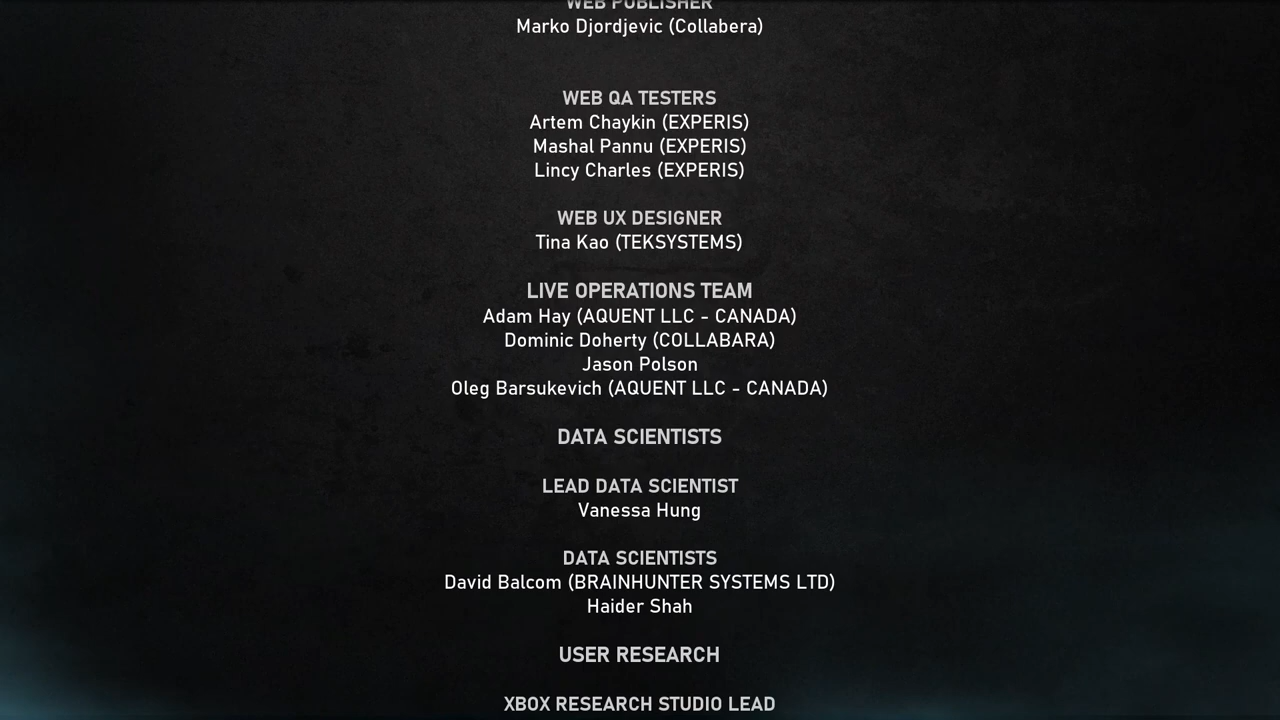 WEB PUBLISHER
Marko Djordjevic (Collabera)
WEB QA TESTERS
Artem Chaykin (EXPERIS)
Mashal Pannu (EXPERIS)
Lincy Charles (EXPERIS)
WEB UX DESIGNER
Tina Kao (TEKSYSTEMS)
LIVE OPERATIONS TEAM
Adam Hay (AQUENT LLC - CANADA)
Dominic Doherty (COLLABARA)
Jason Polson
Oleg Barsukevich (AQUENT LLC - CANADA)
DATA SCIENTISTS
LEAD DATA SCIENTIST
Vanessa Hung
DATA SCIENTISTS
David Balcom (BRAINHUNTER SYSTEMS LTD)
Haider Shah
USER RESEARCH
XBOX RESEARCH STUDIO LEAD